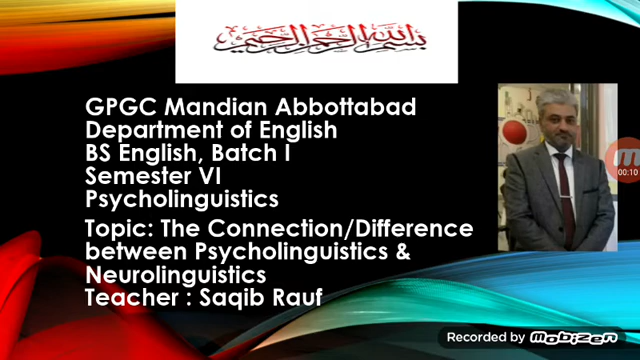 بسم الله الرحمن الرحيم
GPGC Mandian Abbottabad
Department of English
BS English, Batch I
Semester VI
Psycholinguistics
Topic: The Connection/Difference
between Psycholinguistics &
Neurolinguistics
Teacher : Saqib Rauf
00:10
Recorded by mobizen